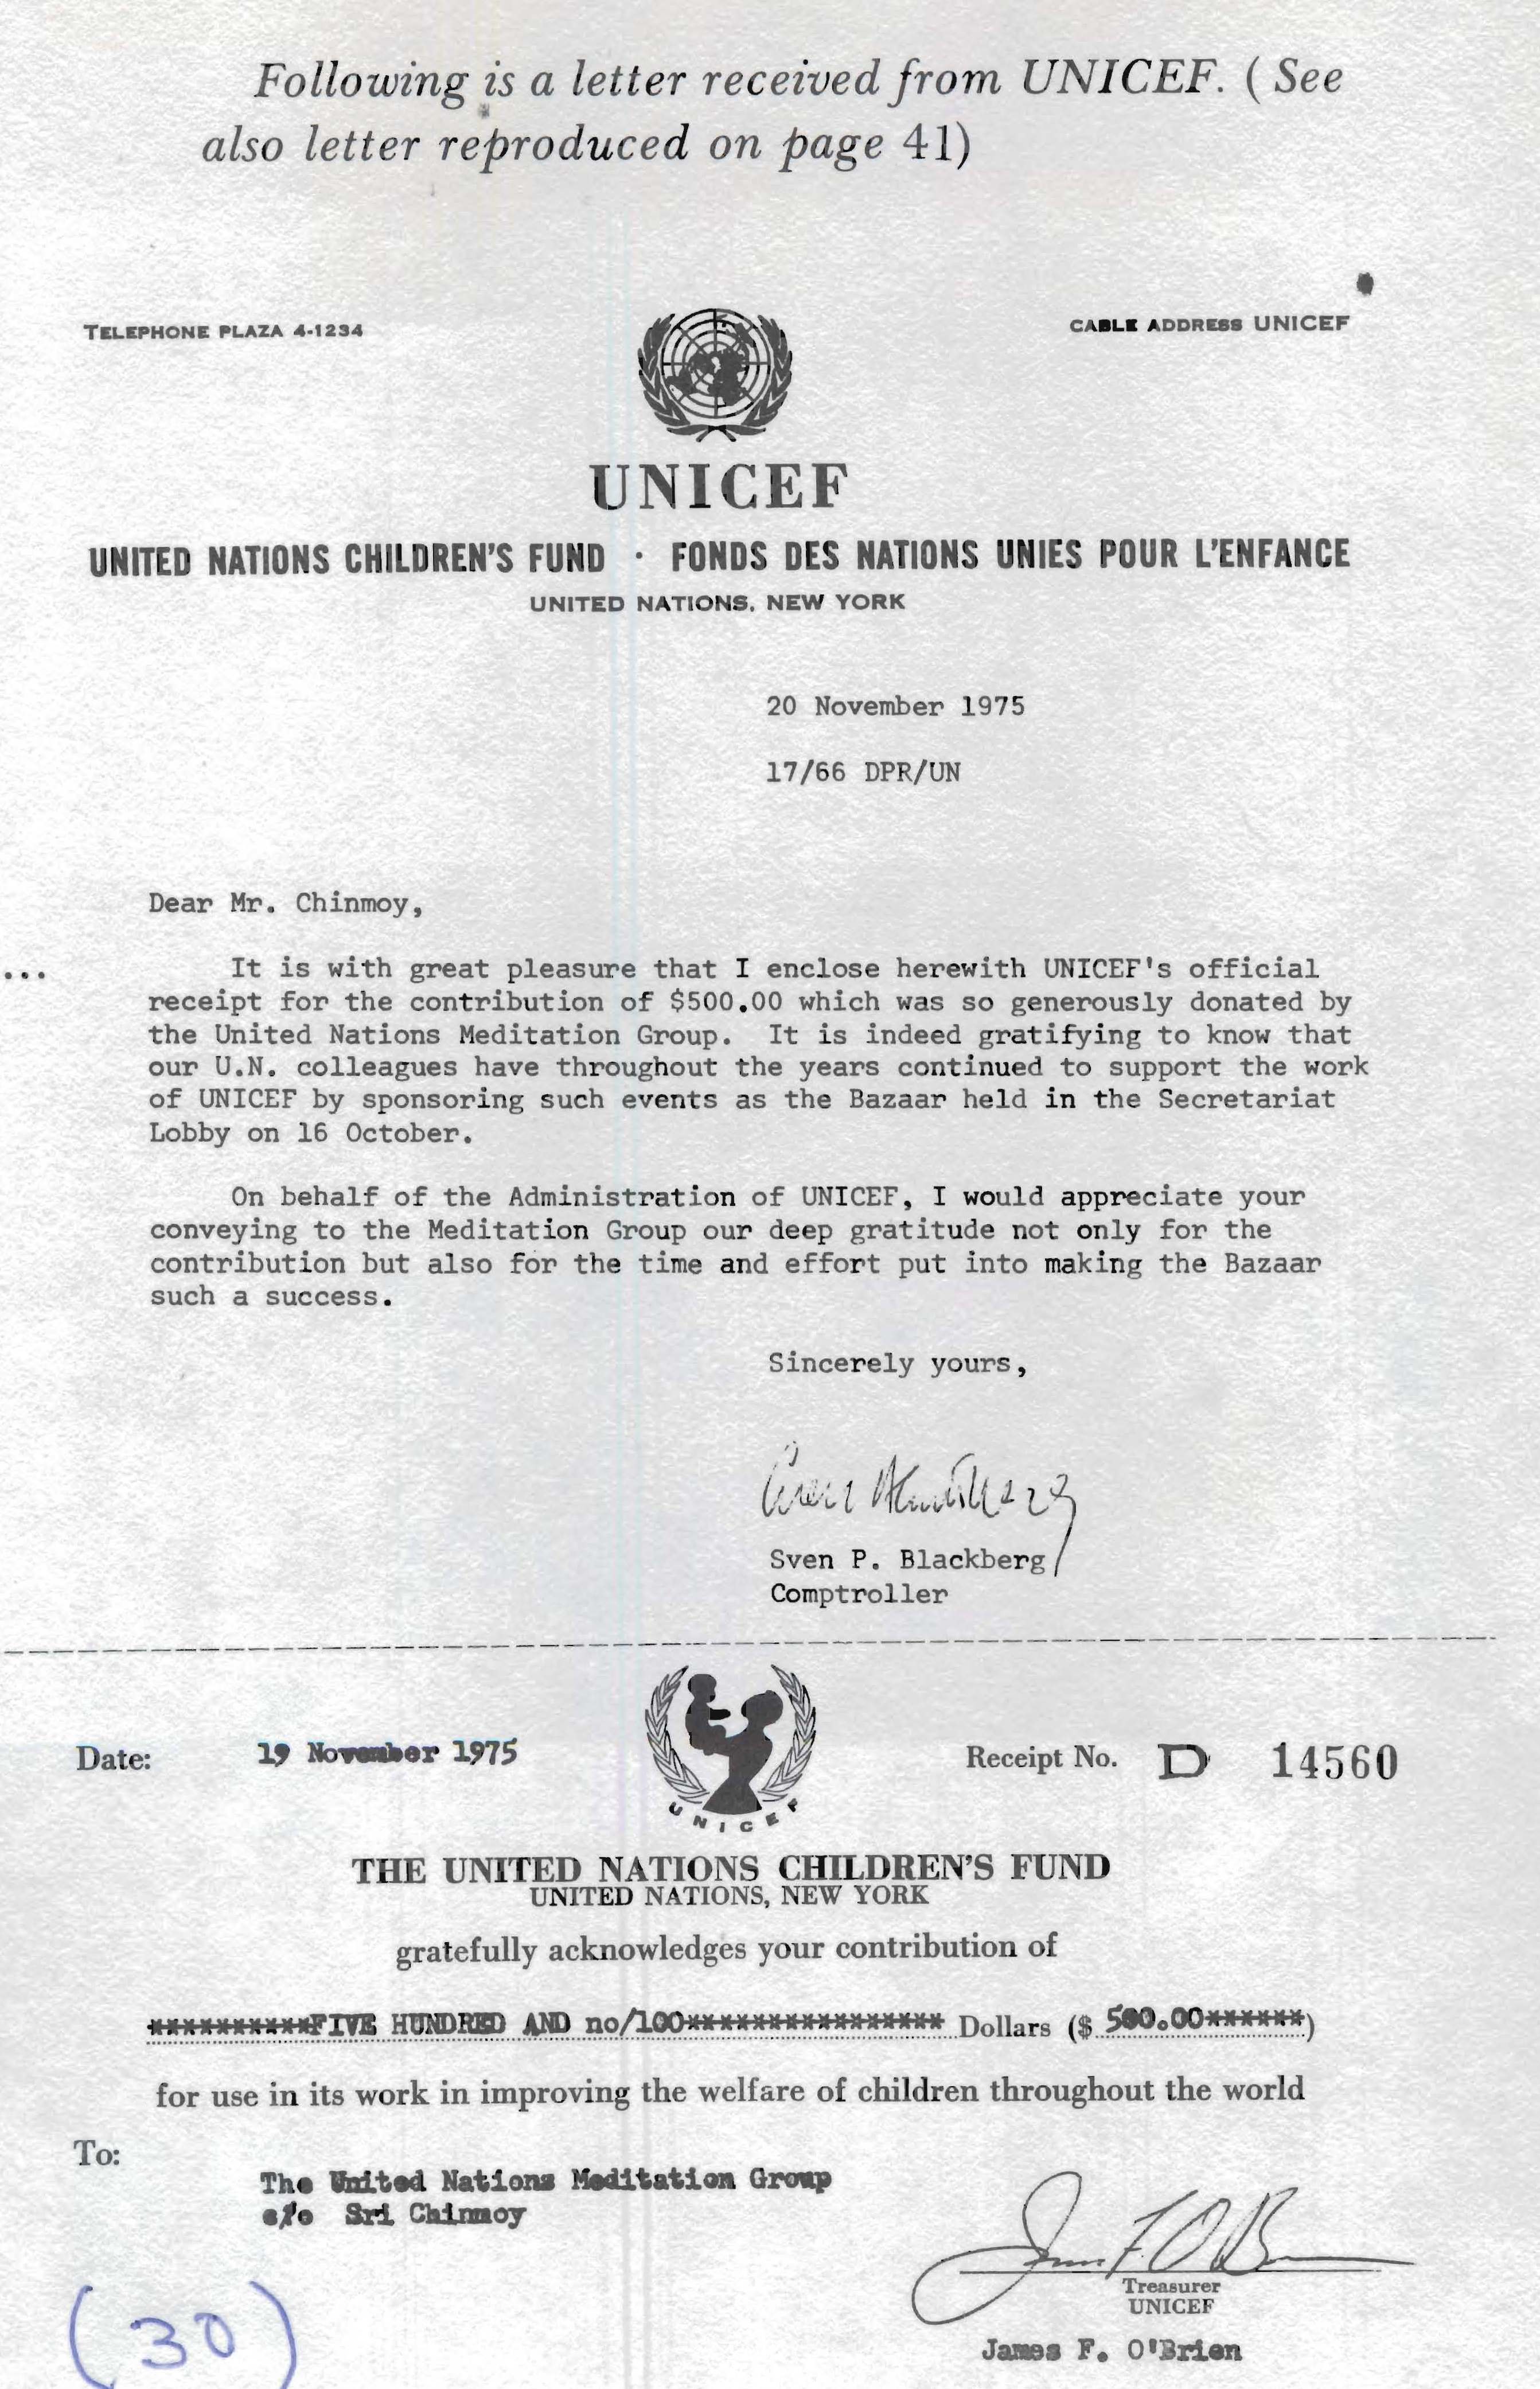 Following is a letter received from UNICEF. ( See
also letter reproduced on page 41)
TELEPHONE PLAZA 4-1234
CABLE ADDRESS UNICEF
UNICEF
UNITED NATIONS CHILDREN'S FUND · FONDS DES NATIONS UNIES POUR L'ENFANCE
UNITED NATIONS, NEW YORK
20 November 1975
17/66 DPR/UN
Dear Mr. Chinmoy,
... It is with great pleasure that I enclose herewith UNICEF's official
receipt for the contribution of $500.00 which was so generously donated by
the United Nations Meditation Group. It is indeed gratifying to know that
our U.N. colleagues have throughout the years continued to support the work
of UNICEF by sponsoring such events as the Bazaar held in the Secretariat
Lobby on 16 October.
On behalf of the Administration of UNICEF, I would appreciate your
conveying to the Meditation Group our deep gratitude not only for the
contribution but also for the time and effort put into making the Bazaar
such a success.
Sincerely yours,
Sven P. Blackberg
Comptroller
Date: 19 November 1975
UNICEF
Receipt No. D 14560
THE UNITED NATIONS CHILDREN'S FUND
UNITED NATIONS, NEW YORK
gratefully acknowledges your contribution of
**********FIVE HUNDRED AND no/100***************** Dollars ($ 500.00******)
for use in its work in improving the welfare of children throughout the world
To:
The United Nations Meditation Group
c/o Sri Chinmoy
James F. O'B
Treasurer
UNICEF
James F. O'Brien
(30)